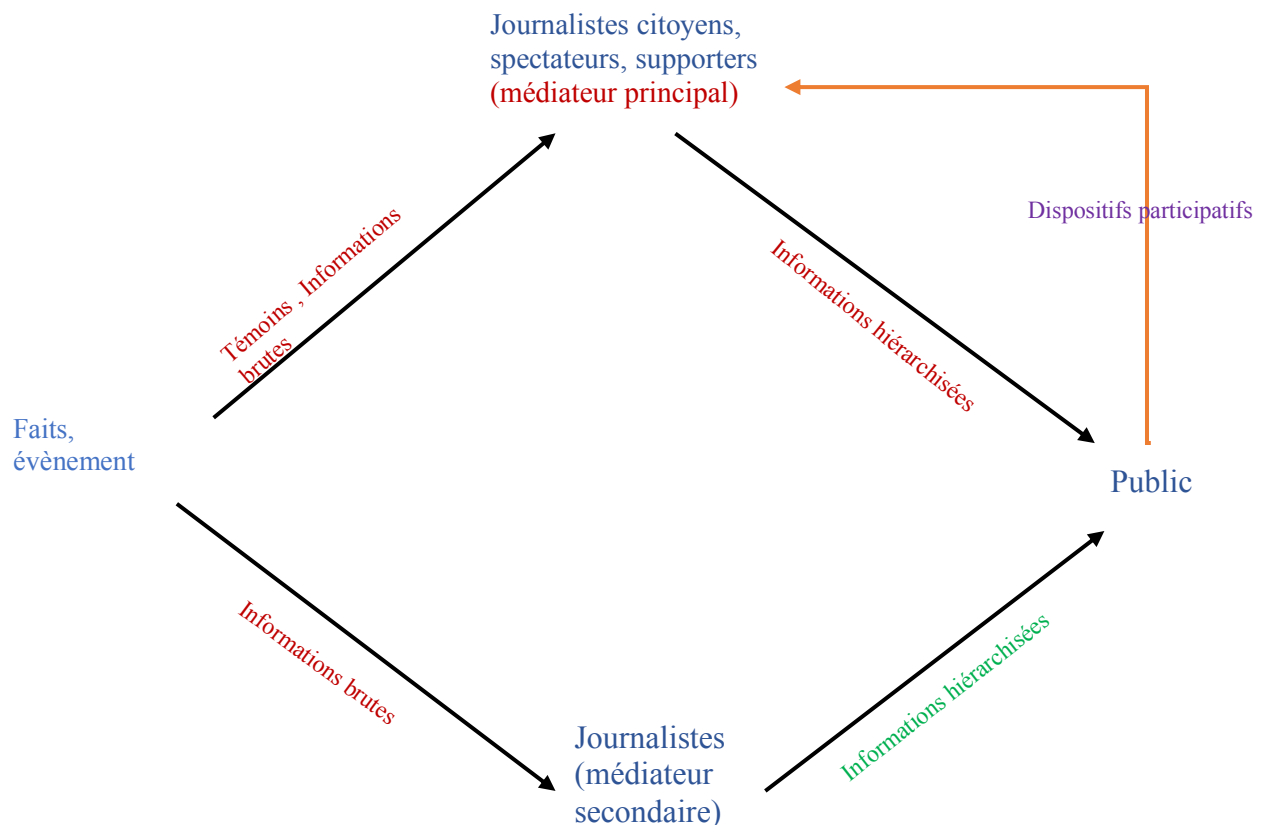 Journalistes citoyens,
spectateurs, supporters
(médiateur principal)
Dispositifs participatifs
Témoins , Informations
brutes
Informations hiérarchisées
Faits,
évènement
Public
Informations brutes
Informations hiérarchisées
Journalistes
(médiateur
secondaire)